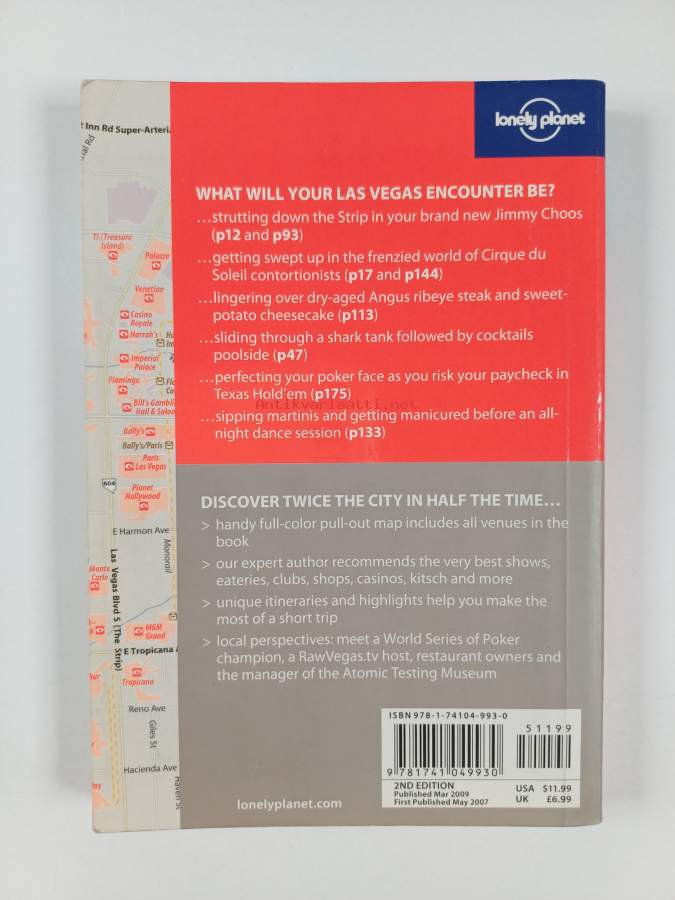 lonely planet
WHAT WILL YOUR LAS VEGAS ENCOUNTER BE?
...strutting down the Strip in your brand new Jimmy Choos
(p12 and p93)
...getting swept up in the frenzied world of Cirque du
Soleil contortionists (p17 and p144)
...lingering over dry-aged Angus ribeye steak and sweet-
potato cheesecake (p113)
...sliding through a shark tank followed by cocktails
poolside (p47)
...perfecting your poker face as you risk your paycheck in
Texas Hold'em (p175)
Antikvariaatti.net
...sipping martinis and getting manicured before an all-
night dance session (p133)
DISCOVER TWICE THE CITY IN HALF THE TIME...
> handy full-color pull-out map includes all venues in the
book
> our expert author recommends the very best shows,
eateries, clubs, shops, casinos, kitsch and more
> unique itineraries and highlights help you make the
most of a short trip
> local perspectives: meet a World Series of Poker
champion, a RawVegas.tv host, restaurant owners and
the manager of the Atomic Testing Museum
ISBN 978-1-74104-993-0
51199
9 781741 049930
2ND EDITION
Published Mar 2009
First Published May 2007
USA $11.99
UK £6.99
lonelyplanet.com
Inn Rd Super-Arteri
Rd
TI (Treasure
Island)
Palazzo
Venetian
Casino
Royale
Harrah's
Imperial
Palace
Flamingo
Bill's Gambli
Hall & Saloo
Bally's
Bally's/Paris
Paris
Las Vegas
604
Planet
Hollywood
E Harmon Ave
Monorail
Las Vegas Blvd S (The Strip)
Monte
Carlo
MGM
Grand
E Tropicana A
Tropicana
Reno Ave
Giles St
Hacienda Ave
Haven St